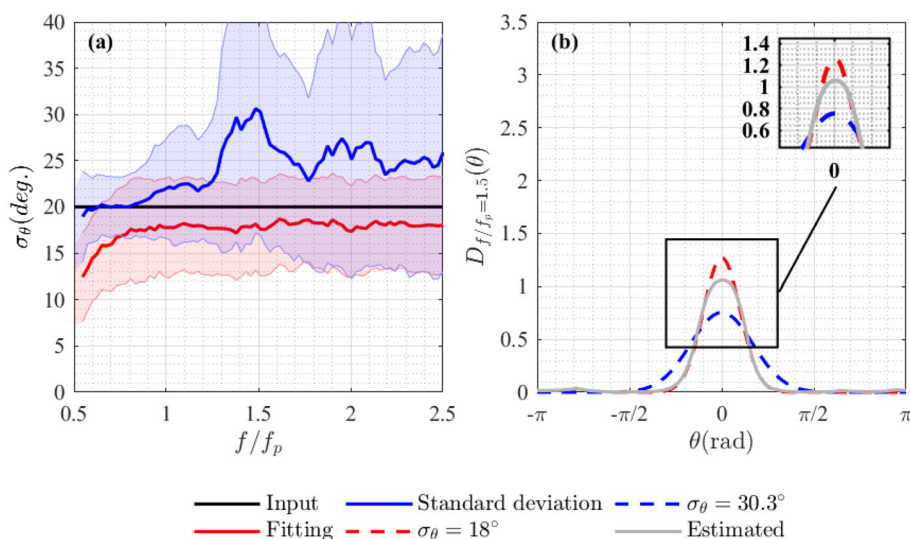 (a)
40
35
30
25
20
15
10
5
0
σθ(deg.)
0.5 1 1.5 2 2.5
f/fp
(b)
3.5
3
2.5
2
1.5
1
0.5
0
D f/fp=1.5(θ)
1.4
1.2
1
0.8
0.6
0
-π -π/2 0 π/2 π
θ(rad)
Input Standard deviation σθ = 30.3°
Fitting σθ = 18° Estimated